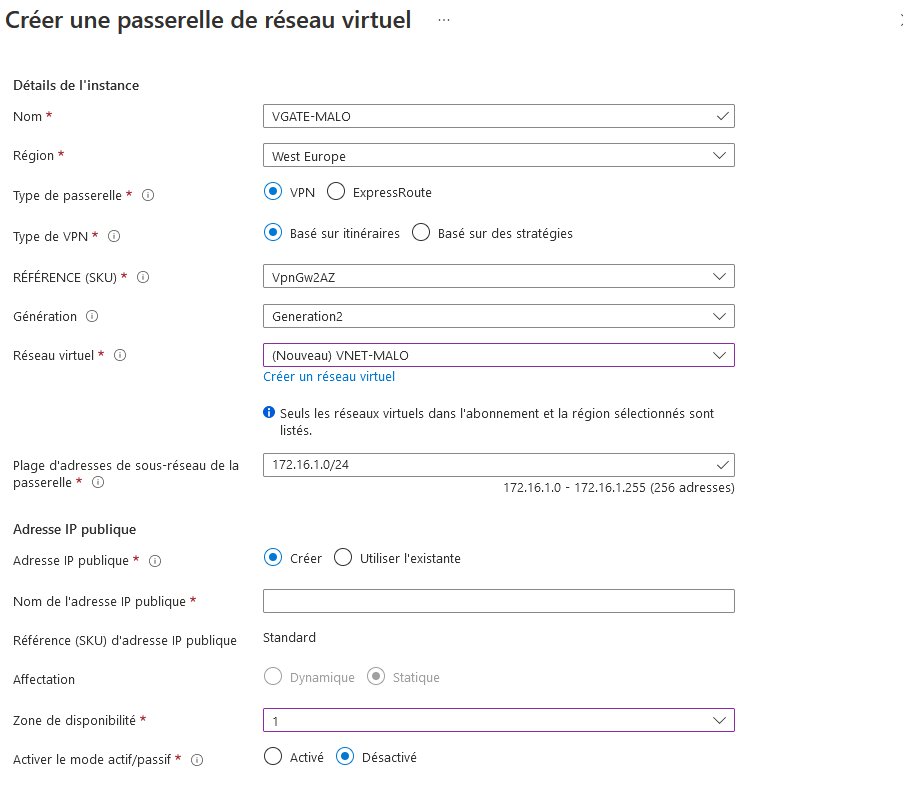 Créer une passerelle de réseau virtuel ...
Détails de l'instance
Nom * VGATE-MALO
Région * West Europe
Type de passerelle * VPN ExpressRoute
Type de VPN * Basé sur itinéraires Basé sur des stratégies
RÉFÉRENCE (SKU) * VpnGw2AZ
Génération Generation2
Réseau virtuel * (Nouveau) VNET-MALO
Créer un réseau virtuel
Seuls les réseaux virtuels dans l'abonnement et la région sélectionnés sont
listés.
Plage d'adresses de sous-réseau de la
passerelle *
172.16.1.0/24
172.16.1.0 - 172.16.1.255 (256 adresses)
Adresse IP publique
Adresse IP publique * Créer Utiliser l'existante
Nom de l'adresse IP publique *
Référence (SKU) d'adresse IP publique Standard
Affectation Dynamique Statique
Zone de disponibilité * 1
Activer le mode actif/passif * Activé Désactivé